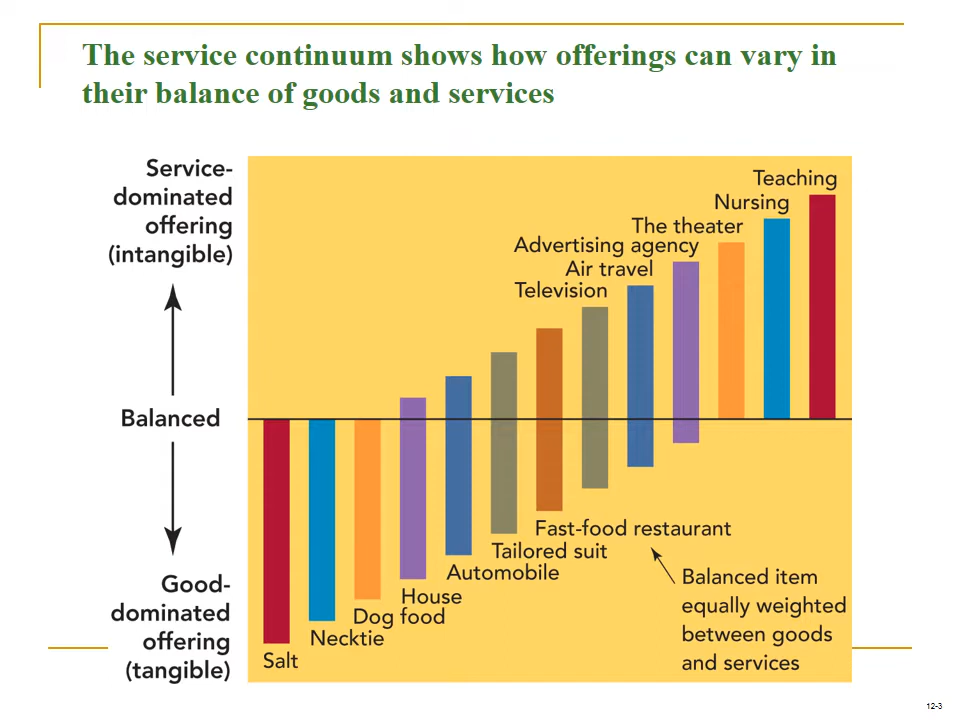 The service continuum shows how offerings can vary in
their balance of goods and services
Service-
dominated
offering
(intangible)
Balanced
Good-
dominated
offering
(tangible)
Teaching
Nursing
The theater
Advertising agency
Air travel
Television
Fast-food restaurant
Tailored suit
Automobile
House
Dog food
Necktie
Salt
Balanced item
equally weighted
between goods
and services
12-3